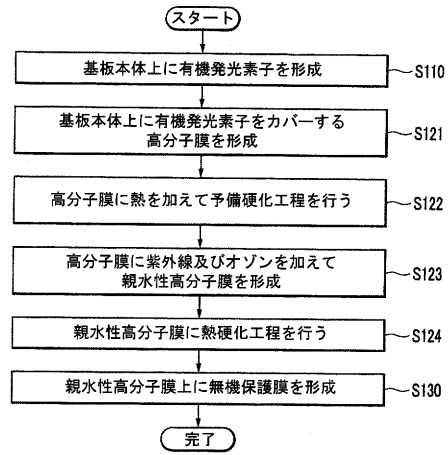 スタート
基板本体上に有機発光素子を形成
S110
基板本体上に有機発光素子をカバーする
高分子膜を形成
S121
高分子膜に熱を加えて予備硬化工程を行う
S122
高分子膜に紫外線及びオゾンを加えて
親水性高分子膜を形成
S123
親水性高分子膜に熱硬化工程を行う
S124
親水性高分子膜上に無機保護膜を形成
S130
完了